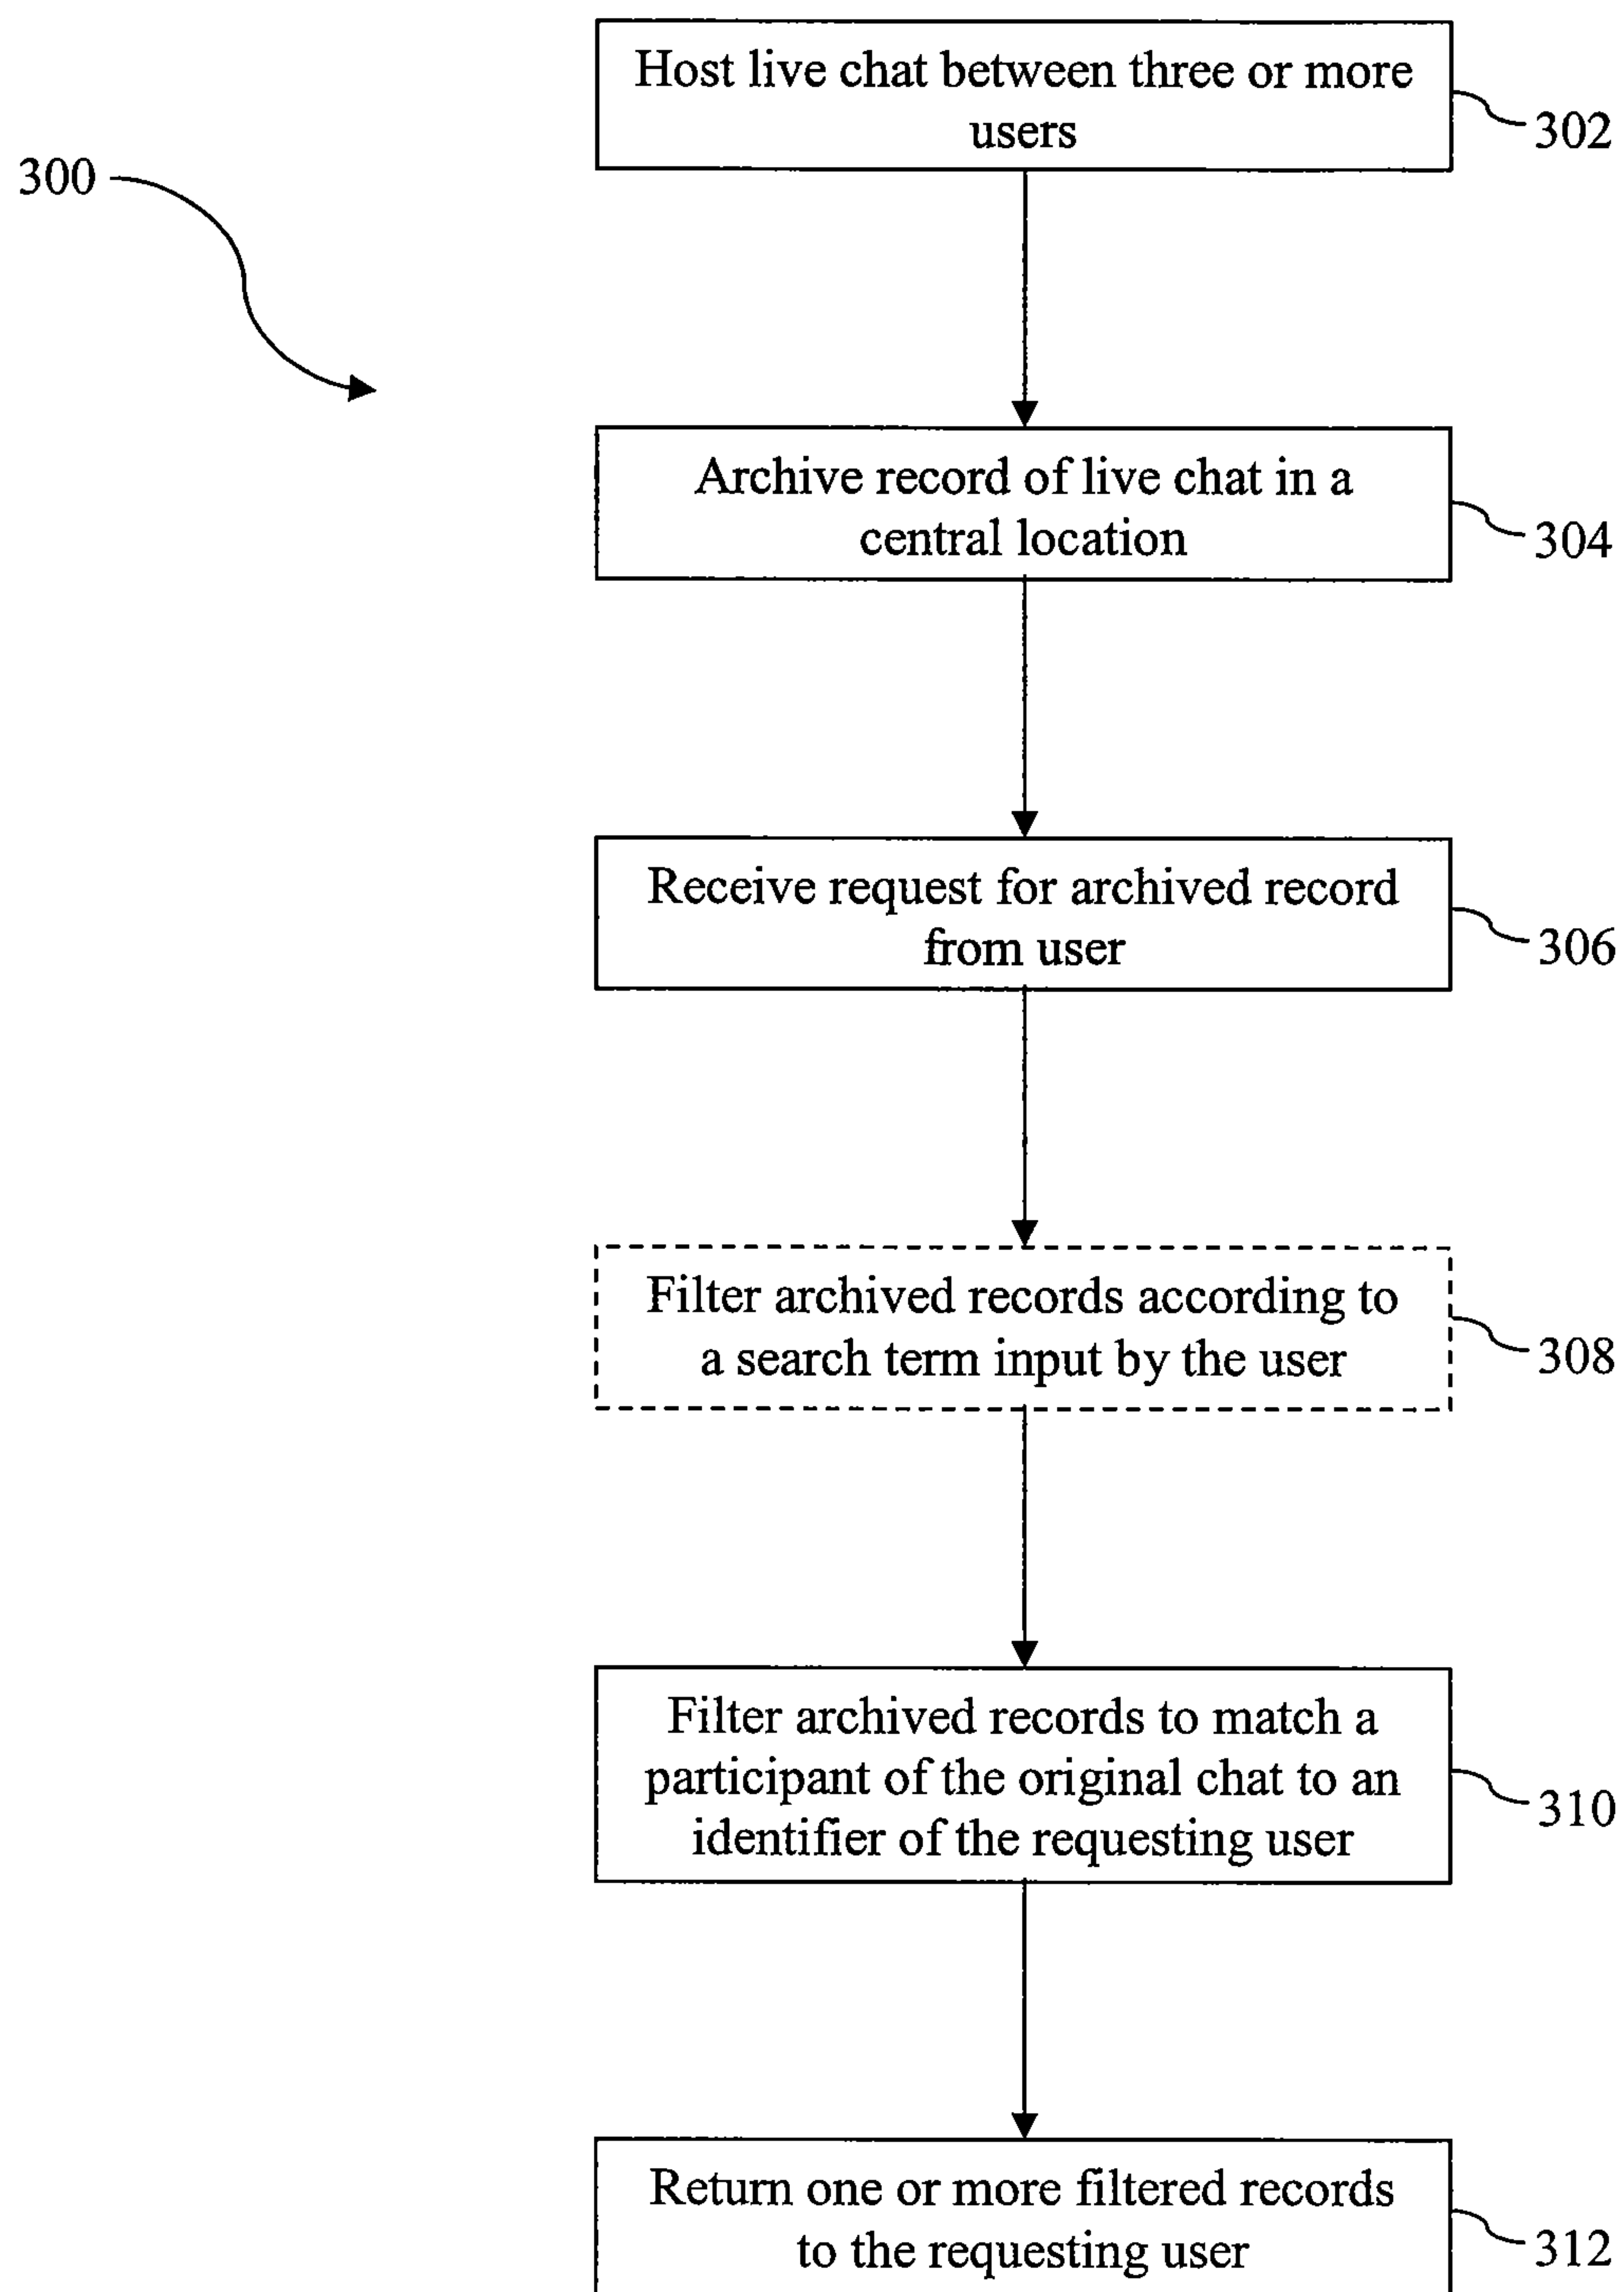 Host live chat between three or more
users
302
300
Archive record of live chat in a
central location
304
Receive request for archived record
from user
306
Filter archived records according to
a search term input by the user
308
Filter archived records to match a
participant of the original chat to an
identifier of the requesting user
310
Return one or more filtered records
to the requesting user
312